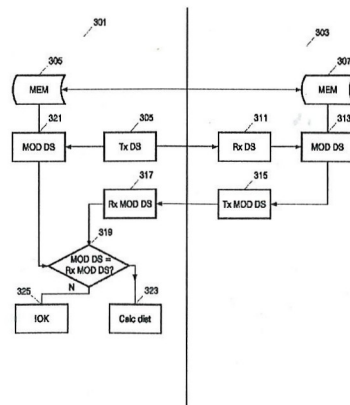 301
303
305
307
MEM
MEM
321
305
311
313
MOD DS
Tx DS
Rx DS
MOD DS
317
315
Rx MOD DS
Tx MOD DS
319
MOD DS =
Rx MOD DS?
N
325
323
!OK
Calc dist